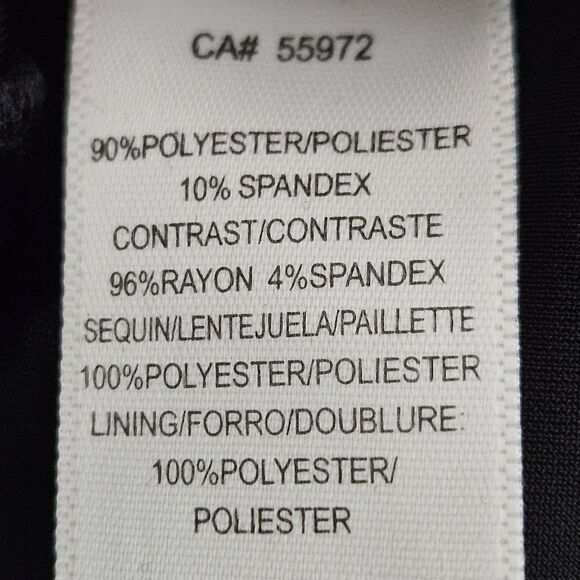 CA# 55972
90%POLYESTER/POLIESTER
10% SPANDEX
CONTRAST/CONTRASTE
96%RAYON 4%SPANDEX
SEQUIN/LENTEJUELA/PAILLETTE
100%POLYESTER/POLIESTER
LINING/FORRO/DOUBLURE:
100%POLYESTER/
POLIESTER